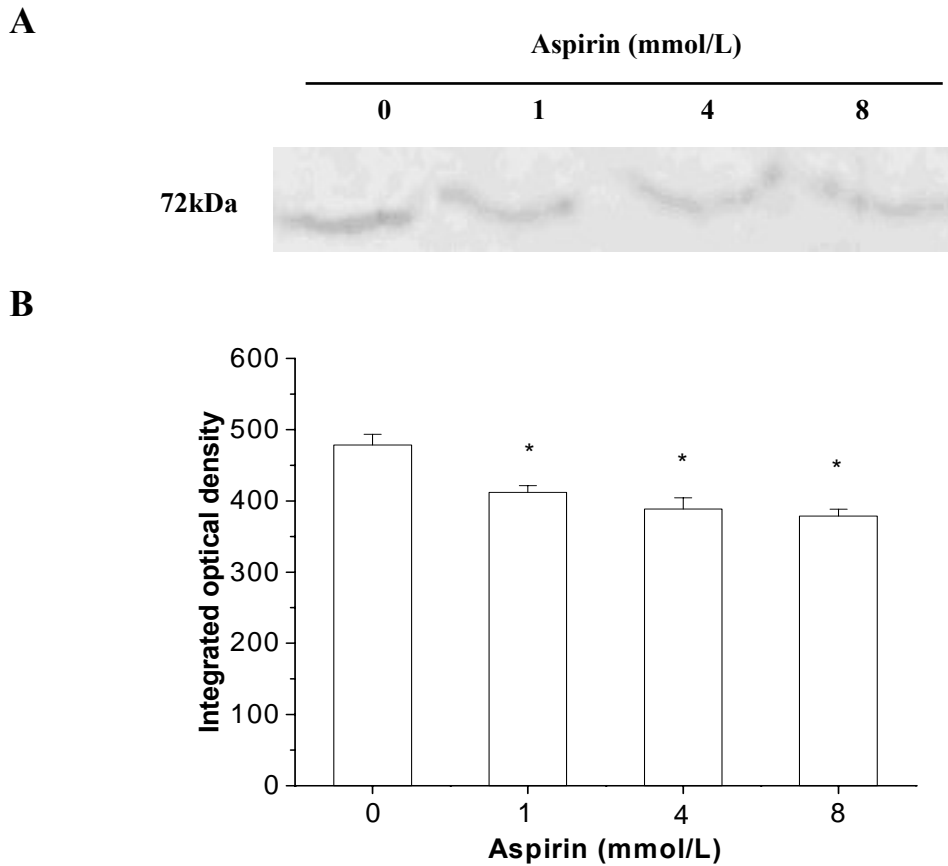 A
Aspirin (mmol/L)
0 1 4 8
72kDa
B
600
500
400
300
200
100
0
Integrated optical density
* * *
0 1 4 8
Aspirin (mmol/L)